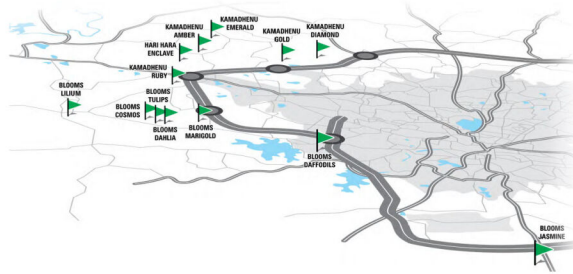 KAMADHENU
EMERALD
KAMADHENU
AMBER
KAMADHENU
GOLD
KAMADHENU
DIAMOND
HARI HARA
ENCLAVE
KAMADHENU
RUBY
BLOOMS
LILIUM
BLOOMS
TULIPS
BLOOMS
COSMOS
BLOOMS
DAHLIA
BLOOMS
MARIGOLD
BLOOMS
DAFFODILS
BLOOMS
JASMINE